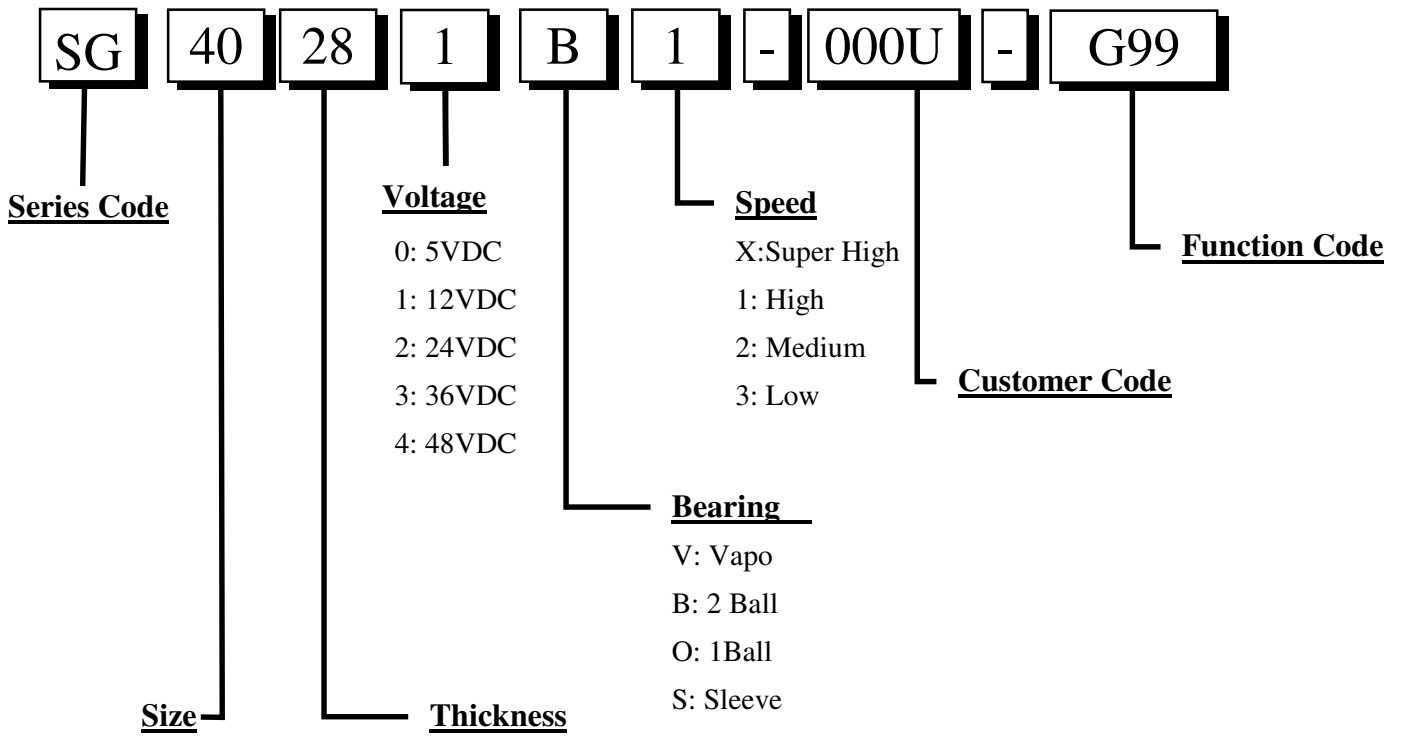 SG 40 28 1 B 1 - 000U - G99
Series Code
Voltage
0: 5VDC
1: 12VDC
2: 24VDC
3: 36VDC
4: 48VDC
Speed
X:Super High
1: High
2: Medium
3: Low
Function Code
Customer Code
Bearing
V: Vapo
B: 2 Ball
O: 1Ball
S: Sleeve
Size
Thickness